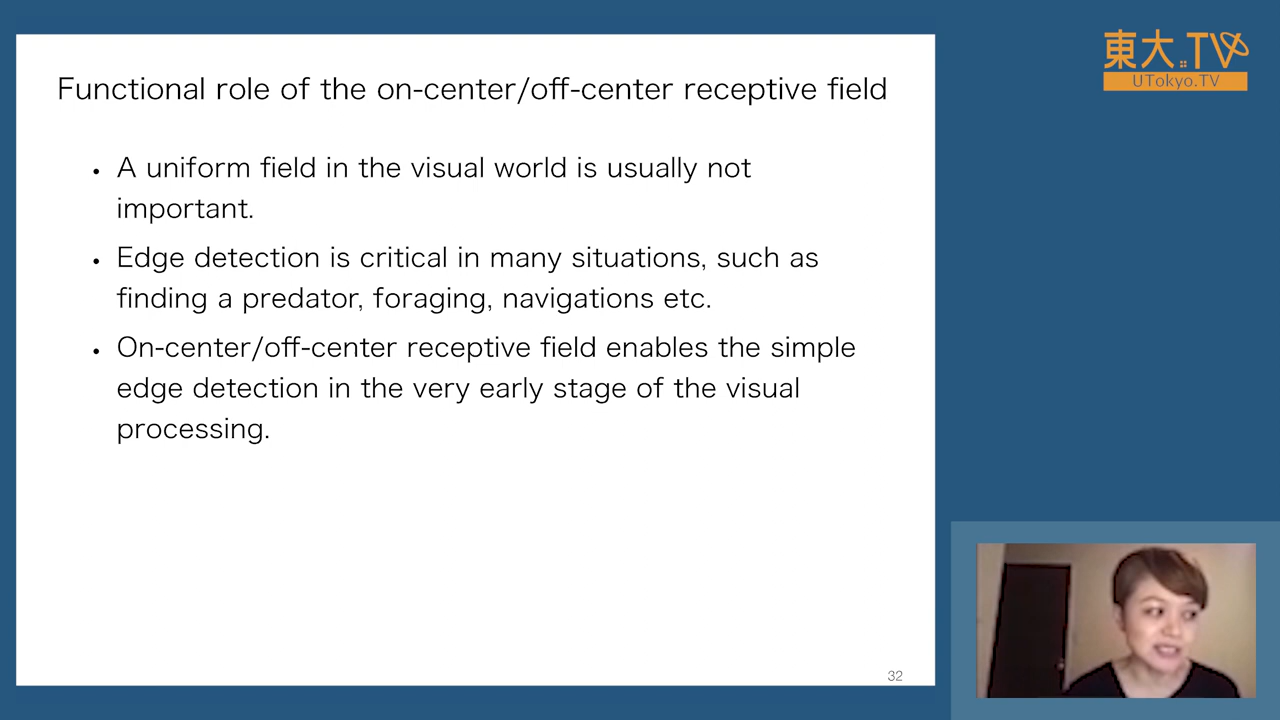 Functional role of the on-center/off-center receptive field
• A uniform field in the visual world is usually not
important.
• Edge detection is critical in many situations, such as
finding a predator, foraging, navigations etc.
• On-center/off-center receptive field enables the simple
edge detection in the very early stage of the visual
processing.
32
東大.TV
UTokyo.TV